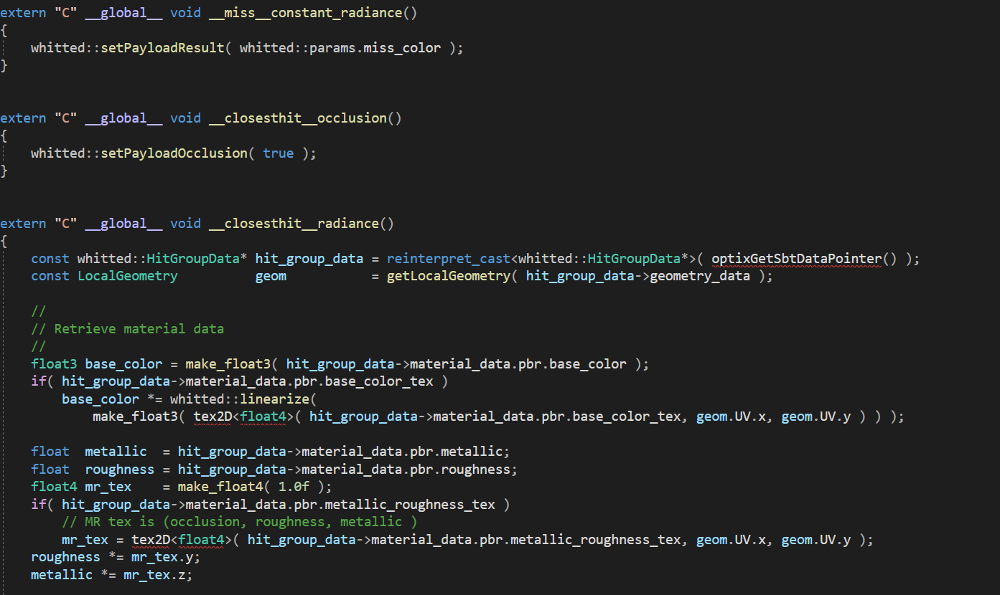 extern "C" __global__ void __miss__constant_radiance()
{
    whitted::setPayloadResult( whitted::params.miss_color );
}
extern "C" __global__ void __closesthit__occlusion()
{
    whitted::setPayloadOcclusion( true );
}
extern "C" __global__ void __closesthit__radiance()
{
    const whitted::HitGroupData* hit_group_data = reinterpret_cast<whitted::HitGroupData*>( optixGetSbtDataPointer() );
    const LocalGeometry          geom           = getLocalGeometry( hit_group_data->geometry_data );
    //
    // Retrieve material data
    //
    float3 base_color = make_float3( hit_group_data->material_data.pbr.base_color );
    if( hit_group_data->material_data.pbr.base_color_tex )
        base_color *= whitted::linearize(
            make_float3( tex2D<float4>( hit_group_data->material_data.pbr.base_color_tex, geom.UV.x, geom.UV.y ) ) );
    float  metallic  = hit_group_data->material_data.pbr.metallic;
    float  roughness = hit_group_data->material_data.pbr.roughness;
    float4 mr_tex    = make_float4( 1.0f );
    if( hit_group_data->material_data.pbr.metallic_roughness_tex )
        // MR tex is (occlusion, roughness, metallic )
        mr_tex = tex2D<float4>( hit_group_data->material_data.pbr.metallic_roughness_tex, geom.UV.x, geom.UV.y );
    roughness *= mr_tex.y;
    metallic *= mr_tex.z;